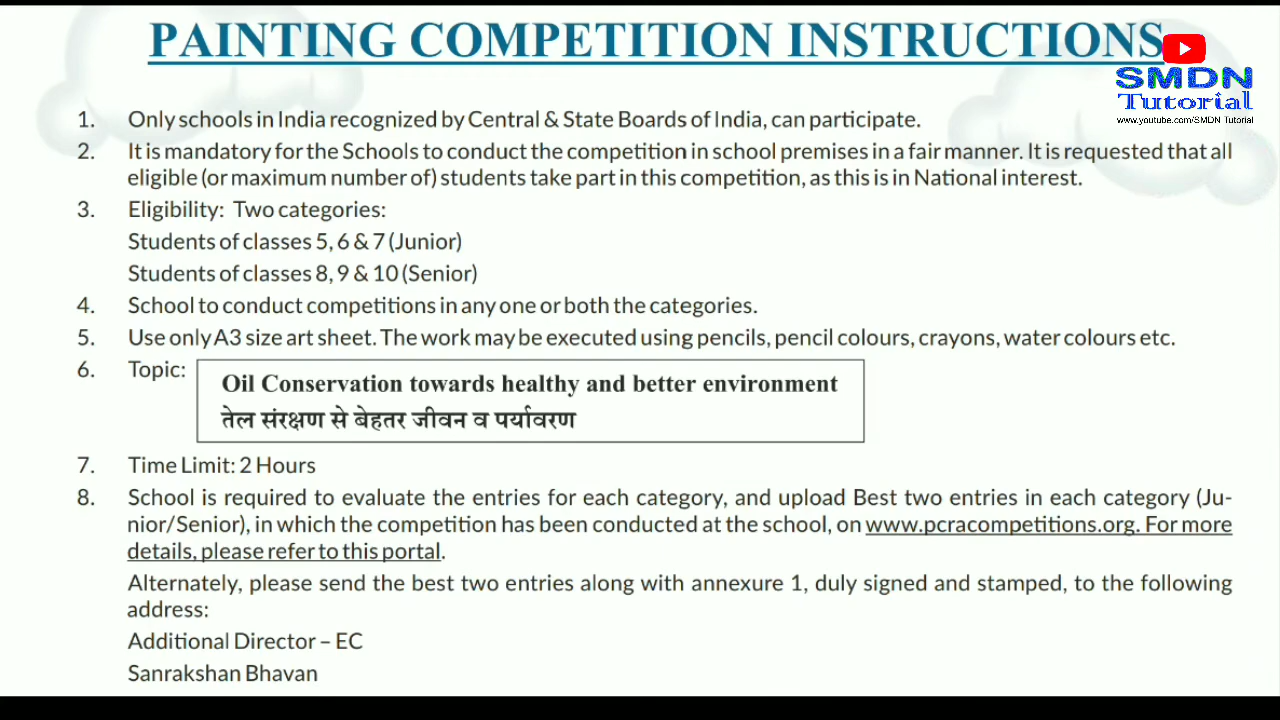 PAINTING COMPETITION INSTRUCTIONS
SMDN
Tutorial
www.youtube.com/SMDN Tutorial
1. Only schools in India recognized by Central & State Boards of India, can participate.
2. It is mandatory for the Schools to conduct the competition in school premises in a fair manner. It is requested that all
eligible (or maximum number of) students take part in this competition, as this is in National interest.
3. Eligibility: Two categories:
Students of classes 5, 6 & 7 (Junior)
Students of classes 8, 9 & 10 (Senior)
4. School to conduct competitions in any one or both the categories.
5. Use only A3 size art sheet. The work may be executed using pencils, pencil colours, crayons, water colours etc.
6. Topic:
Oil Conservation towards healthy and better environment
तेल संरक्षण से बेहतर जीवन व पर्यावरण
7. Time Limit: 2 Hours
8. School is required to evaluate the entries for each category, and upload Best two entries in each category (Ju-
nior/Senior), in which the competition has been conducted at the school, on www.pcracompetitions.org. For more
details, please refer to this portal.
Alternately, please send the best two entries along with annexure 1, duly signed and stamped, to the following
address:
Additional Director – EC
Sanrakshan Bhavan